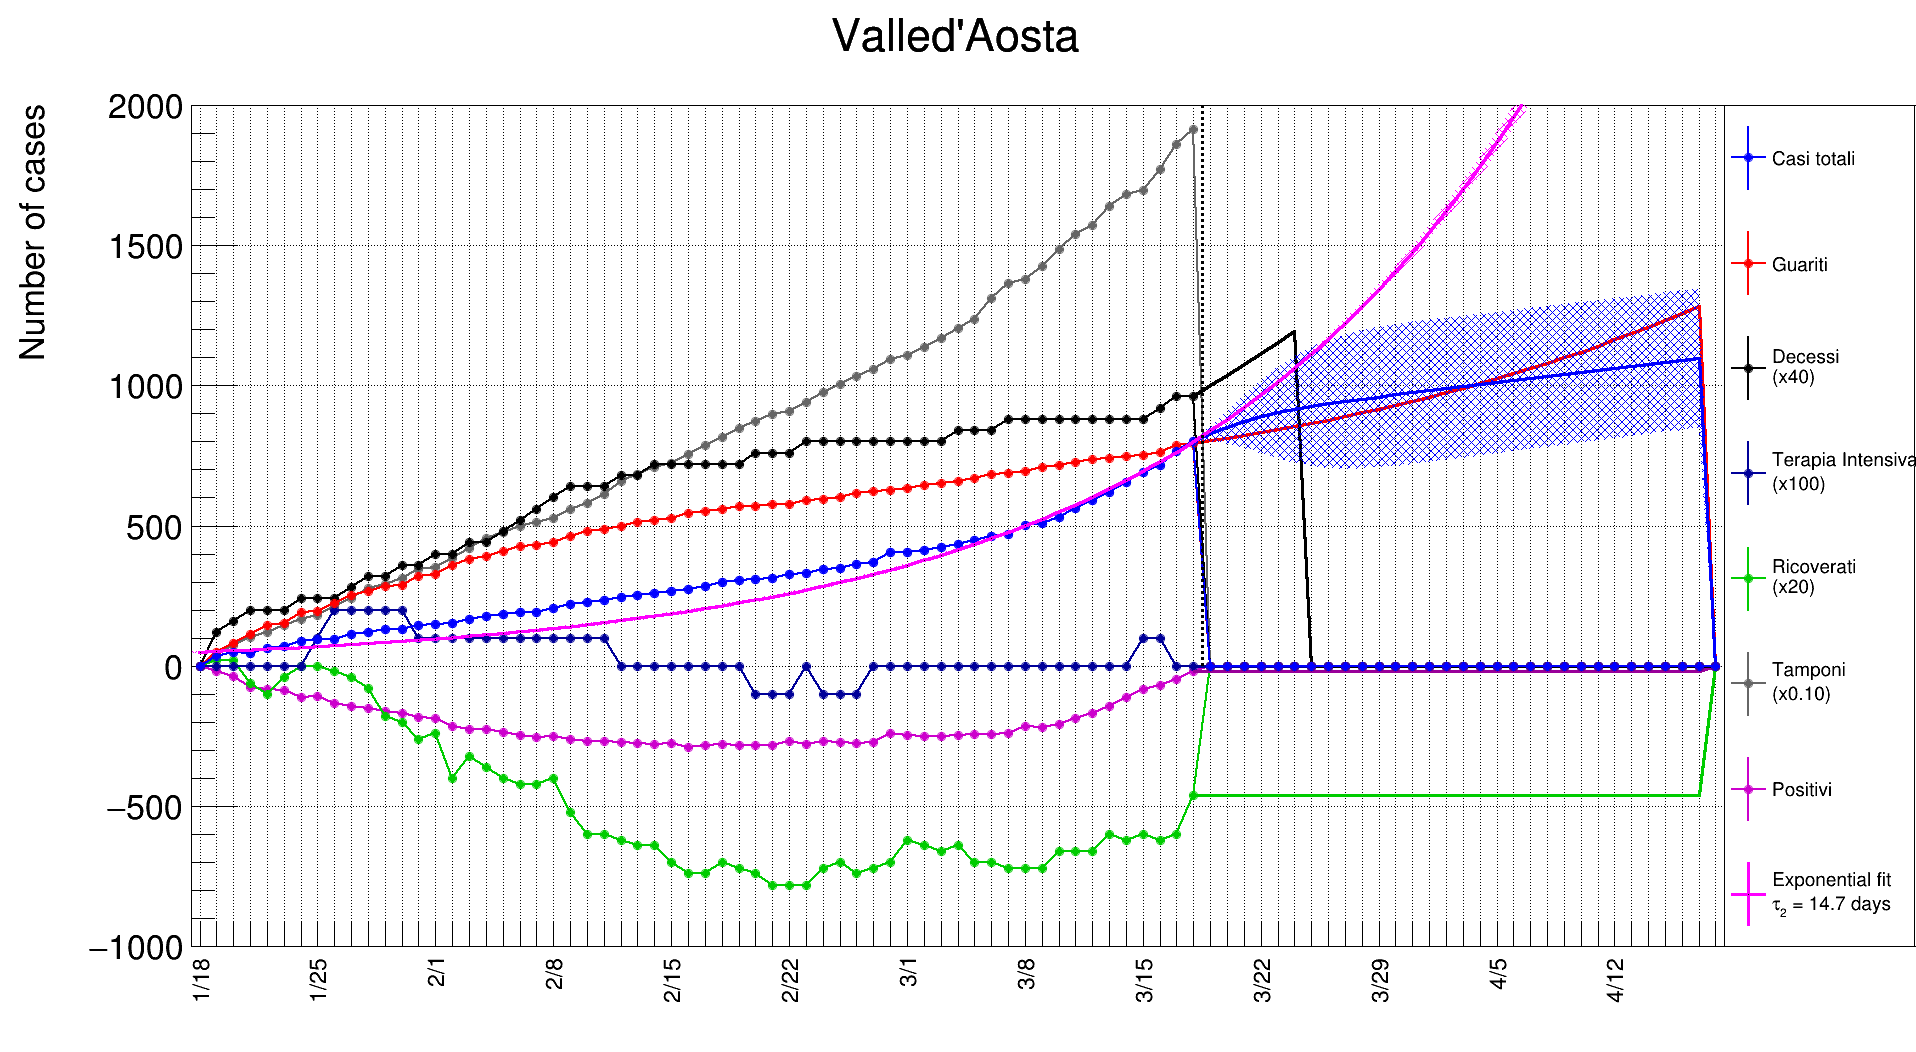 Valled'Aosta
Number of cases
2000
1500
1000
500
0
−500
−1000
1/18
1/25
2/1
2/8
2/15
2/22
3/1
3/8
3/15
3/22
3/29
4/5
4/12
Casi totali
Guariti
Decessi
(x40)
Terapia Intensiva
(x100)
Ricoverati
(x20)
Tamponi
(x0.10)
Positivi
Exponential fit
τ2 = 14.7 days